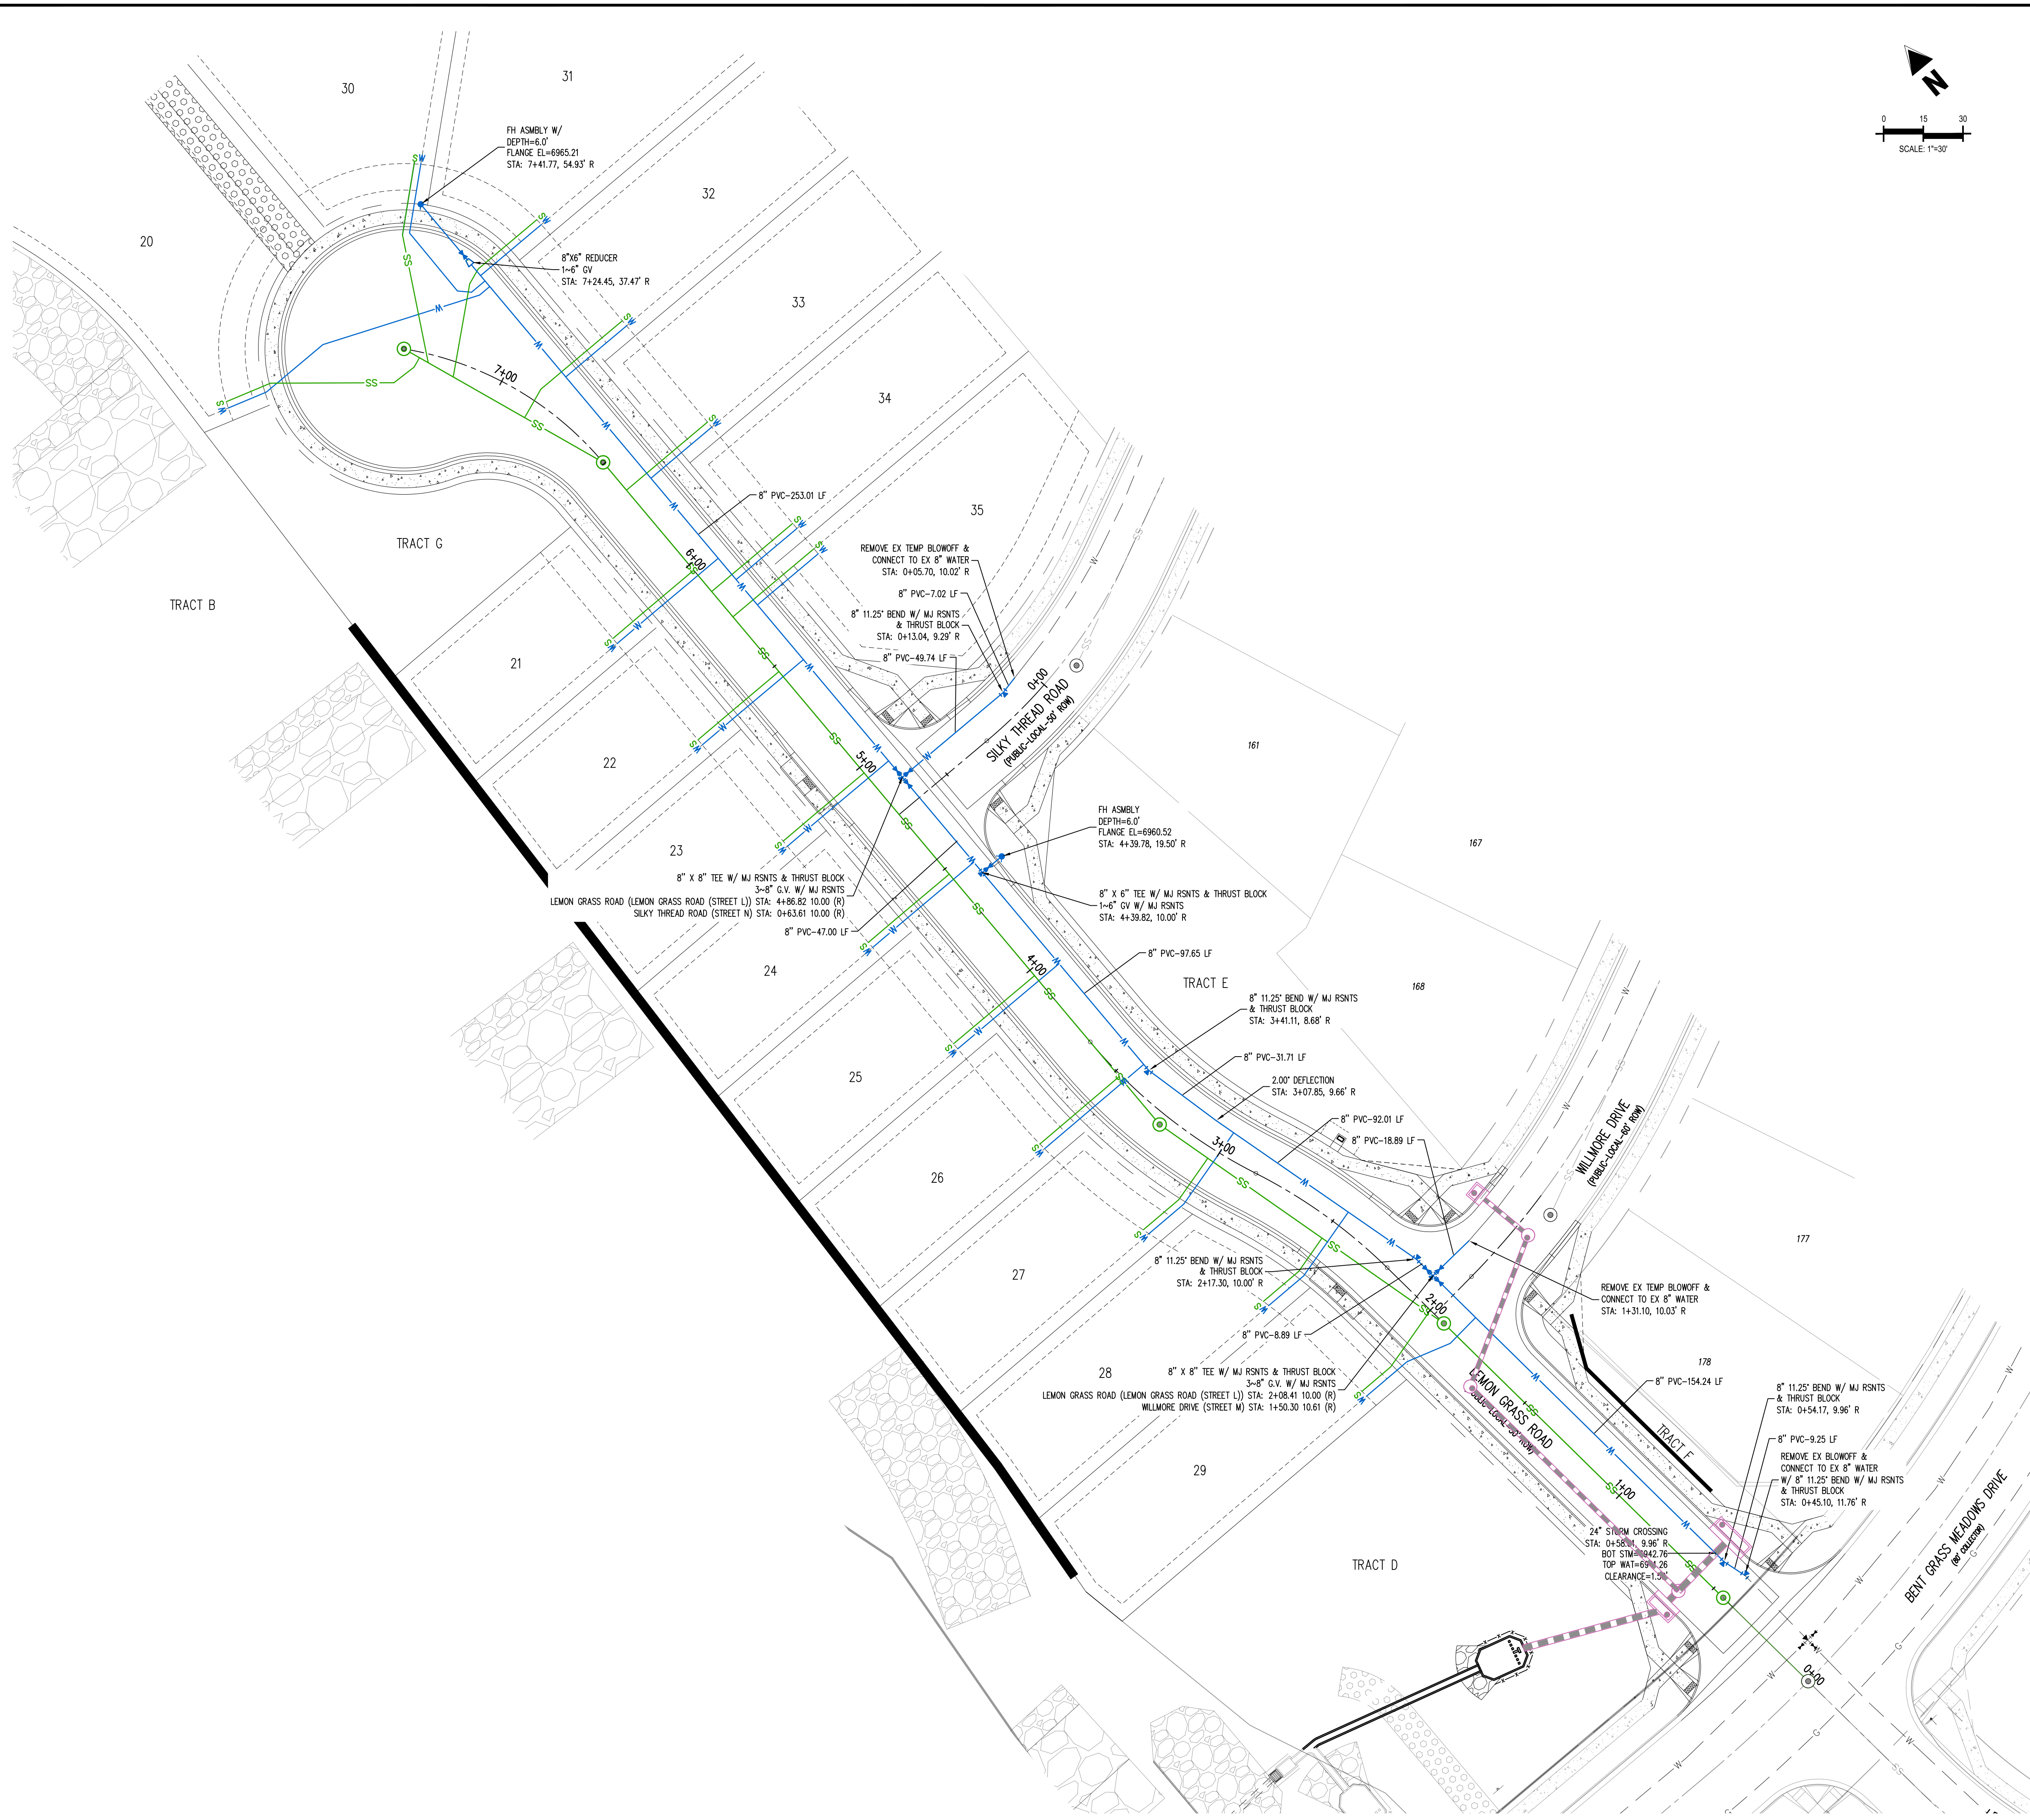 N
0 15 30
SCALE: 1"=30'
30
31
32
33
34
35
20
FH ASMBLY W/
DEPTH=6.0'
FLANGE EL=6965.21
STA: 7+41.77, 54.93' R
8"X6" REDUCER
1~6" GV
STA: 7+24.45, 37.47' R
7+00
8" PVC-253.01 LF
6+00
TRACT G
TRACT B
REMOVE EX TEMP BLOWOFF &
CONNECT TO EX 8" WATER
STA: 0+05.70, 10.02' R
8" PVC-7.02 LF
8" 11.25° BEND W/ MJ RSNTS
& THRUST BLOCK
STA: 0+13.04, 9.29' R
8" PVC-49.74 LF
0+00
SILKY THREAD ROAD
(PUBLIC-LOCAL-50' ROW)
21
22
23
24
25
26
27
28
29
161
167
168
177
178
5+00
FH ASMBLY
DEPTH=6.0'
FLANGE EL=6960.52
STA: 4+39.78, 19.50' R
8" X 8" TEE W/ MJ RSNTS & THRUST BLOCK
3~8" G.V. W/ MJ RSNTS
LEMON GRASS ROAD (LEMON GRASS ROAD (STREET L)) STA: 4+86.82 10.00 (R)
SILKY THREAD ROAD (STREET N) STA: 0+63.61 10.00 (R)
8" PVC-47.00 LF
8" X 6" TEE W/ MJ RSNTS & THRUST BLOCK
1~6" GV W/ MJ RSNTS
STA: 4+39.82, 10.00' R
8" PVC-97.65 LF
4+00
TRACT E
8" 11.25° BEND W/ MJ RSNTS
& THRUST BLOCK
STA: 3+41.11, 8.68' R
8" PVC-31.71 LF
2.00° DEFLECTION
STA: 3+07.85, 9.66' R
8" PVC-92.01 LF
8" PVC-18.89 LF
3+00
WILLMORE DRIVE
(PUBLIC-LOCAL-60' ROW)
8" 11.25° BEND W/ MJ RSNTS
& THRUST BLOCK
STA: 2+17.30, 10.00' R
8" PVC-8.89 LF
2+00
REMOVE EX TEMP BLOWOFF &
CONNECT TO EX 8" WATER
STA: 1+31.10, 10.03' R
8" X 8" TEE W/ MJ RSNTS & THRUST BLOCK
3~8" G.V. W/ MJ RSNTS
LEMON GRASS ROAD (LEMON GRASS ROAD (STREET L)) STA: 2+08.41 10.00 (R)
WILLMORE DRIVE (STREET M) STA: 1+50.30 10.61 (R)
8" PVC-154.24 LF
LEMON GRASS ROAD
TRACT F
8" 11.25° BEND W/ MJ RSNTS
& THRUST BLOCK
STA: 0+54.17, 9.96' R
8" PVC-9.25 LF
REMOVE EX BLOWOFF &
CONNECT TO EX 8" WATER
W/ 8" 11.25° BEND W/ MJ RSNTS
& THRUST BLOCK
STA: 0+45.10, 11.76' R
1+00
24" STORM CROSSING
9.96' R
BOT
TOP
TRACT D
BENT GRASS MEADOWS DRIVE
(80' COLLECTOR)
0+00